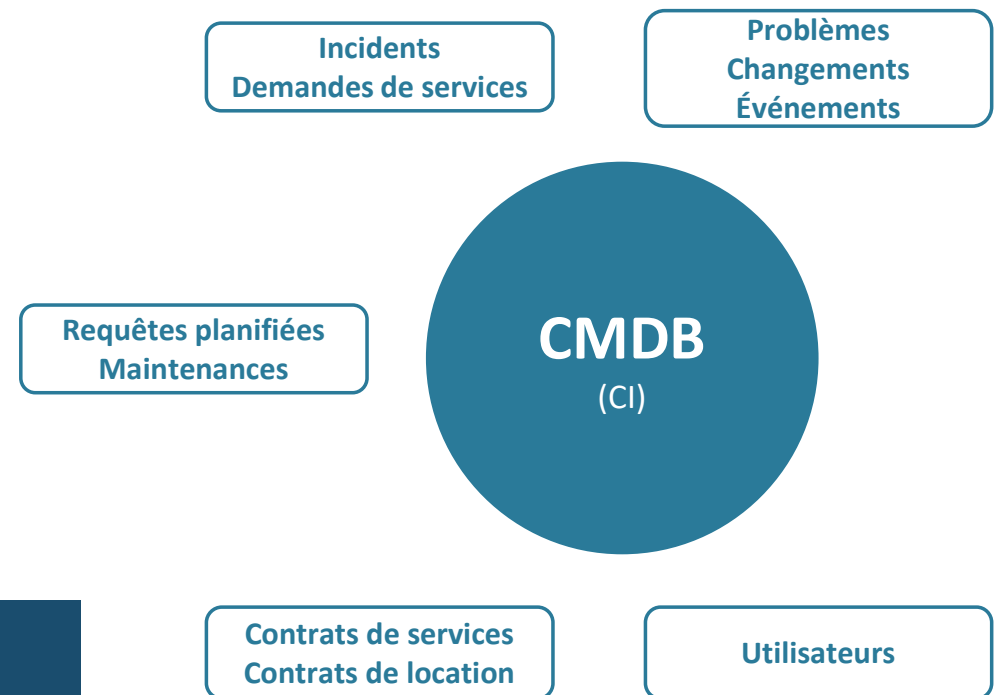 Incidents
Demandes de services
Problèmes
Changements
Événements
Requêtes planifiées
Maintenances
CMDB
(CI)
Contrats de services
Contrats de location
Utilisateurs